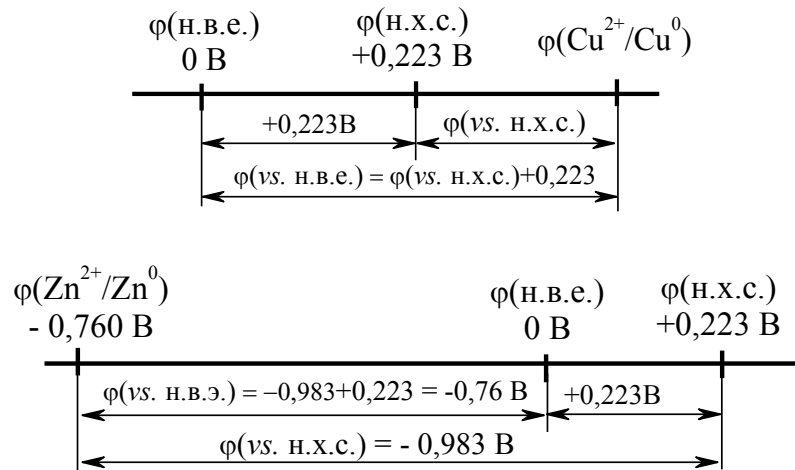 φ(н.в.е.) φ(н.х.с.) φ(Cu²⁺/Cu⁰)
0 В +0,223 В
+0,223В φ(vs. н.х.с.)
φ(vs. н.в.е.) = φ(vs. н.х.с.)+0,223
φ(Zn²⁺/Zn⁰) φ(н.в.е.) φ(н.х.с.)
- 0,760 В 0 В +0,223 В
φ(vs. н.в.э.) = –0,983+0,223 = -0,76 В +0,223В
φ(vs. н.х.с.) = - 0,983 В